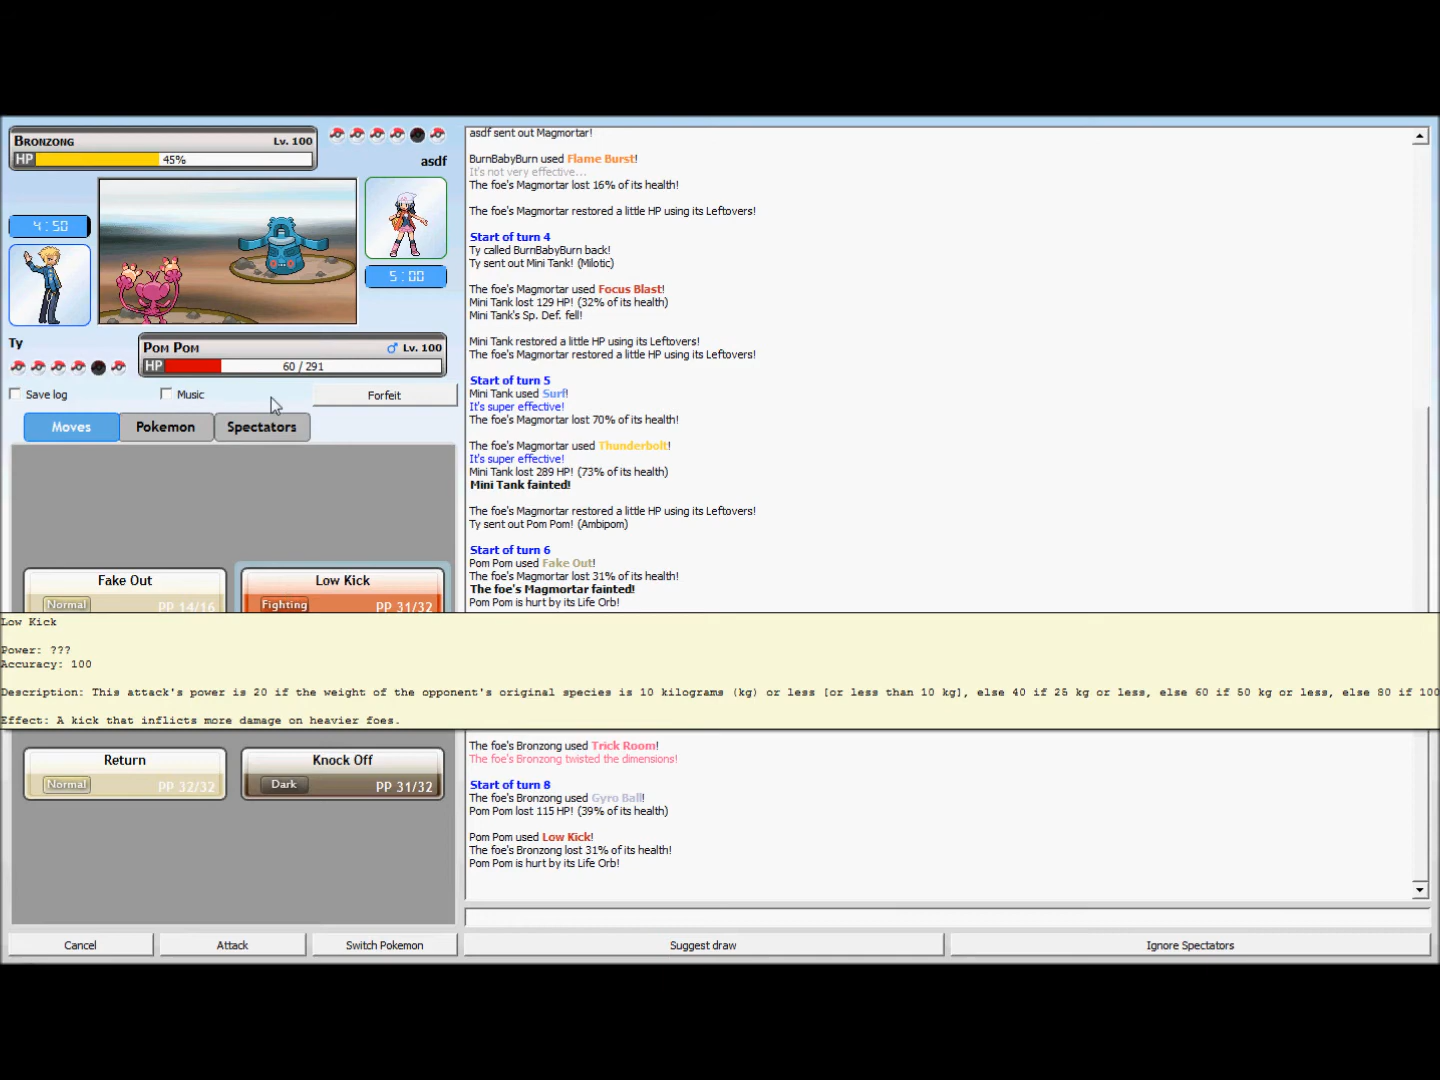 BRONZONG Lv. 100
HP 45%
asdf
4:50
5:00
Ty
POM POM ♂ Lv. 100
HP 60 / 291
Save log
Music
Forfeit
Moves
Pokemon
Spectators
Fake Out
Normal PP 14/16
Low Kick
Fighting PP 31/32
asdf sent out Magmortar!
BurnBabyBurn used Flame Burst!
It's not very effective...
The foe's Magmortar lost 16% of its health!
The foe's Magmortar restored a little HP using its Leftovers!
Start of turn 4
Ty called BurnBabyBurn back!
Ty sent out Mini Tank! (Milotic)
The foe's Magmortar used Focus Blast!
Mini Tank lost 129 HP! (32% of its health)
Mini Tank's Sp. Def. fell!
Mini Tank restored a little HP using its Leftovers!
The foe's Magmortar restored a little HP using its Leftovers!
Start of turn 5
Mini Tank used Surf!
It's super effective!
The foe's Magmortar lost 70% of its health!
The foe's Magmortar used Thunderbolt!
It's super effective!
Mini Tank lost 289 HP! (73% of its health)
Mini Tank fainted!
The foe's Magmortar restored a little HP using its Leftovers!
Ty sent out Pom Pom! (Ambipom)
Start of turn 6
Pom Pom used Fake Out!
The foe's Magmortar lost 31% of its health!
The foe's Magmortar fainted!
Pom Pom is hurt by its Life Orb!
Low Kick
Power: ???
Accuracy: 100
Description: This attack's power is 20 if the weight of the opponent's original species is 10 kilograms (kg) or less [or less than 10 kg], else 40 if 25 kg or less, else 60 if 50 kg or less, else 80 if 100
Effect: A kick that inflicts more damage on heavier foes.
Return
Normal PP 32/32
Knock Off
Dark PP 31/32
The foe's Bronzong used Trick Room!
The foe's Bronzong twisted the dimensions!
Start of turn 8
The foe's Bronzong used Gyro Ball!
Pom Pom lost 115 HP! (39% of its health)
Pom Pom used Low Kick!
The foe's Bronzong lost 31% of its health!
Pom Pom is hurt by its Life Orb!
Cancel
Attack
Switch Pokemon
Suggest draw
Ignore Spectators